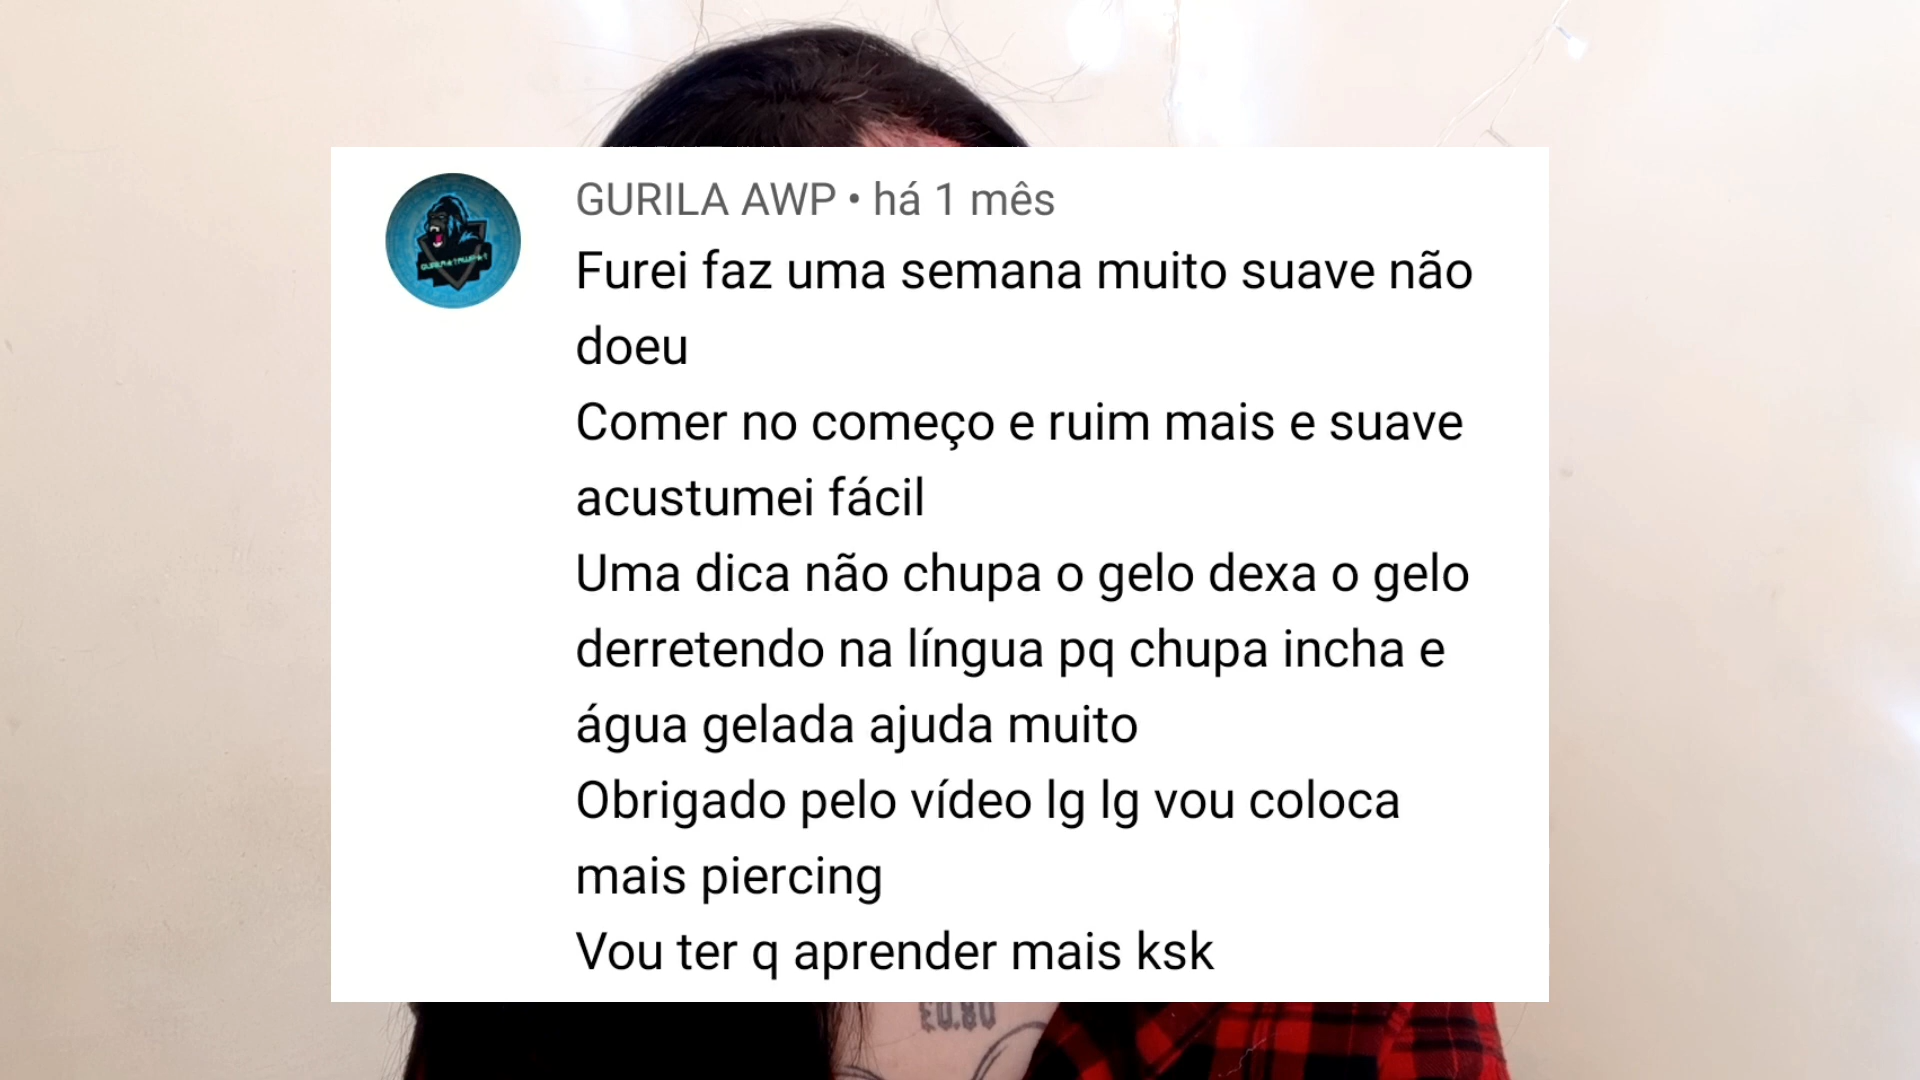 GURILA AWP • há 1 mês
Furei faz uma semana muito suave não
doeu
Comer no começo e ruim mais e suave
acustumei fácil
Uma dica não chupa o gelo dexa o gelo
derretendo na língua pq chupa incha e
água gelada ajuda muito
Obrigado pelo vídeo lg lg vou coloca
mais piercing
Vou ter q aprender mais ksk